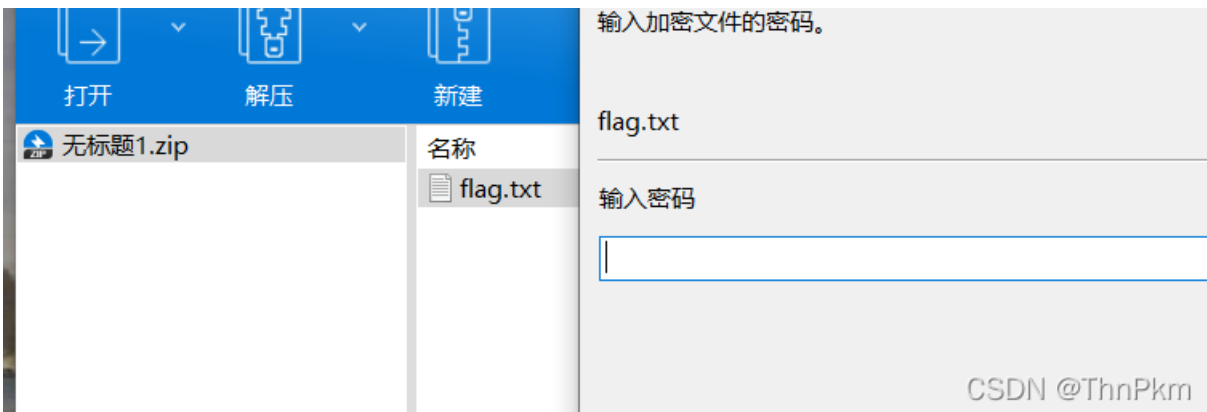 打开 解压 新建
无标题1.zip
ZIP
名称
flag.txt
输入加密文件的密码。
flag.txt
输入密码
CSDN @ThnPkm